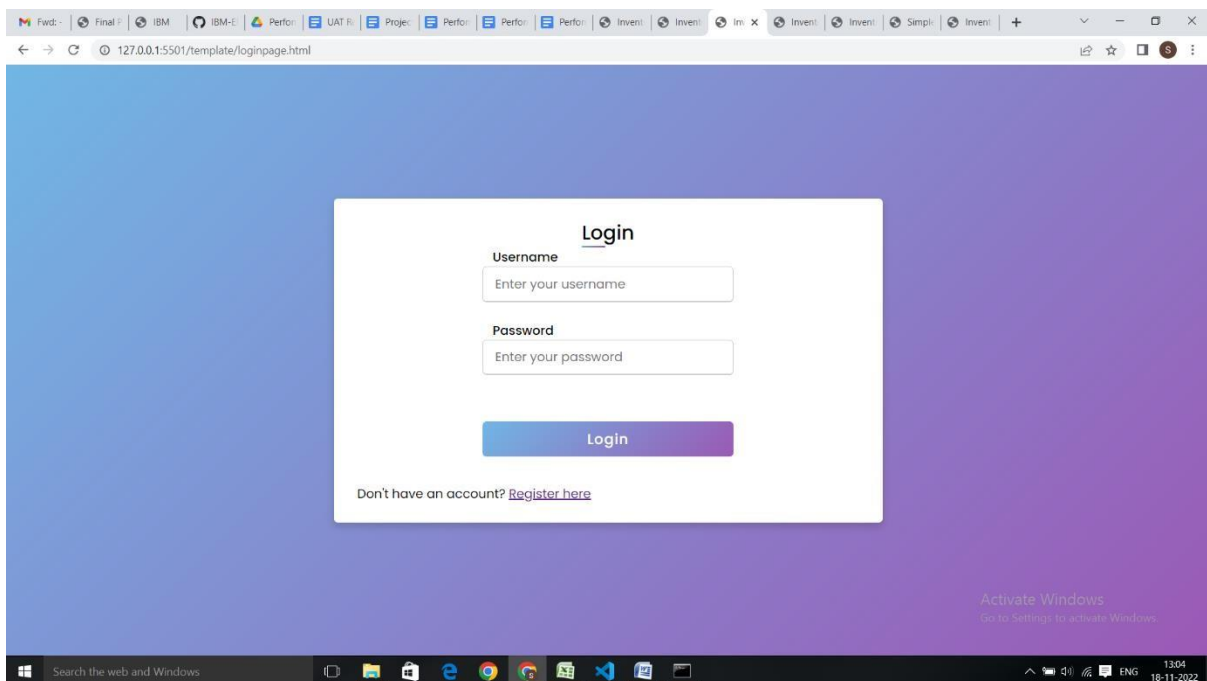 Fwd: - Final F IBM IBM-E Perfor UAT R Projec Perfor Perfor Perfor Invent Invent Inv Invent Invent Simple Invent
127.0.0.1:5501/template/loginpage.html
S
Login
Username
Enter your username
Password
Enter your password
Login
Don't have an account? Register here
Activate Windows
Go to Settings to activate Windows.
Search the web and Windows
ENG
13:04
18-11-2022